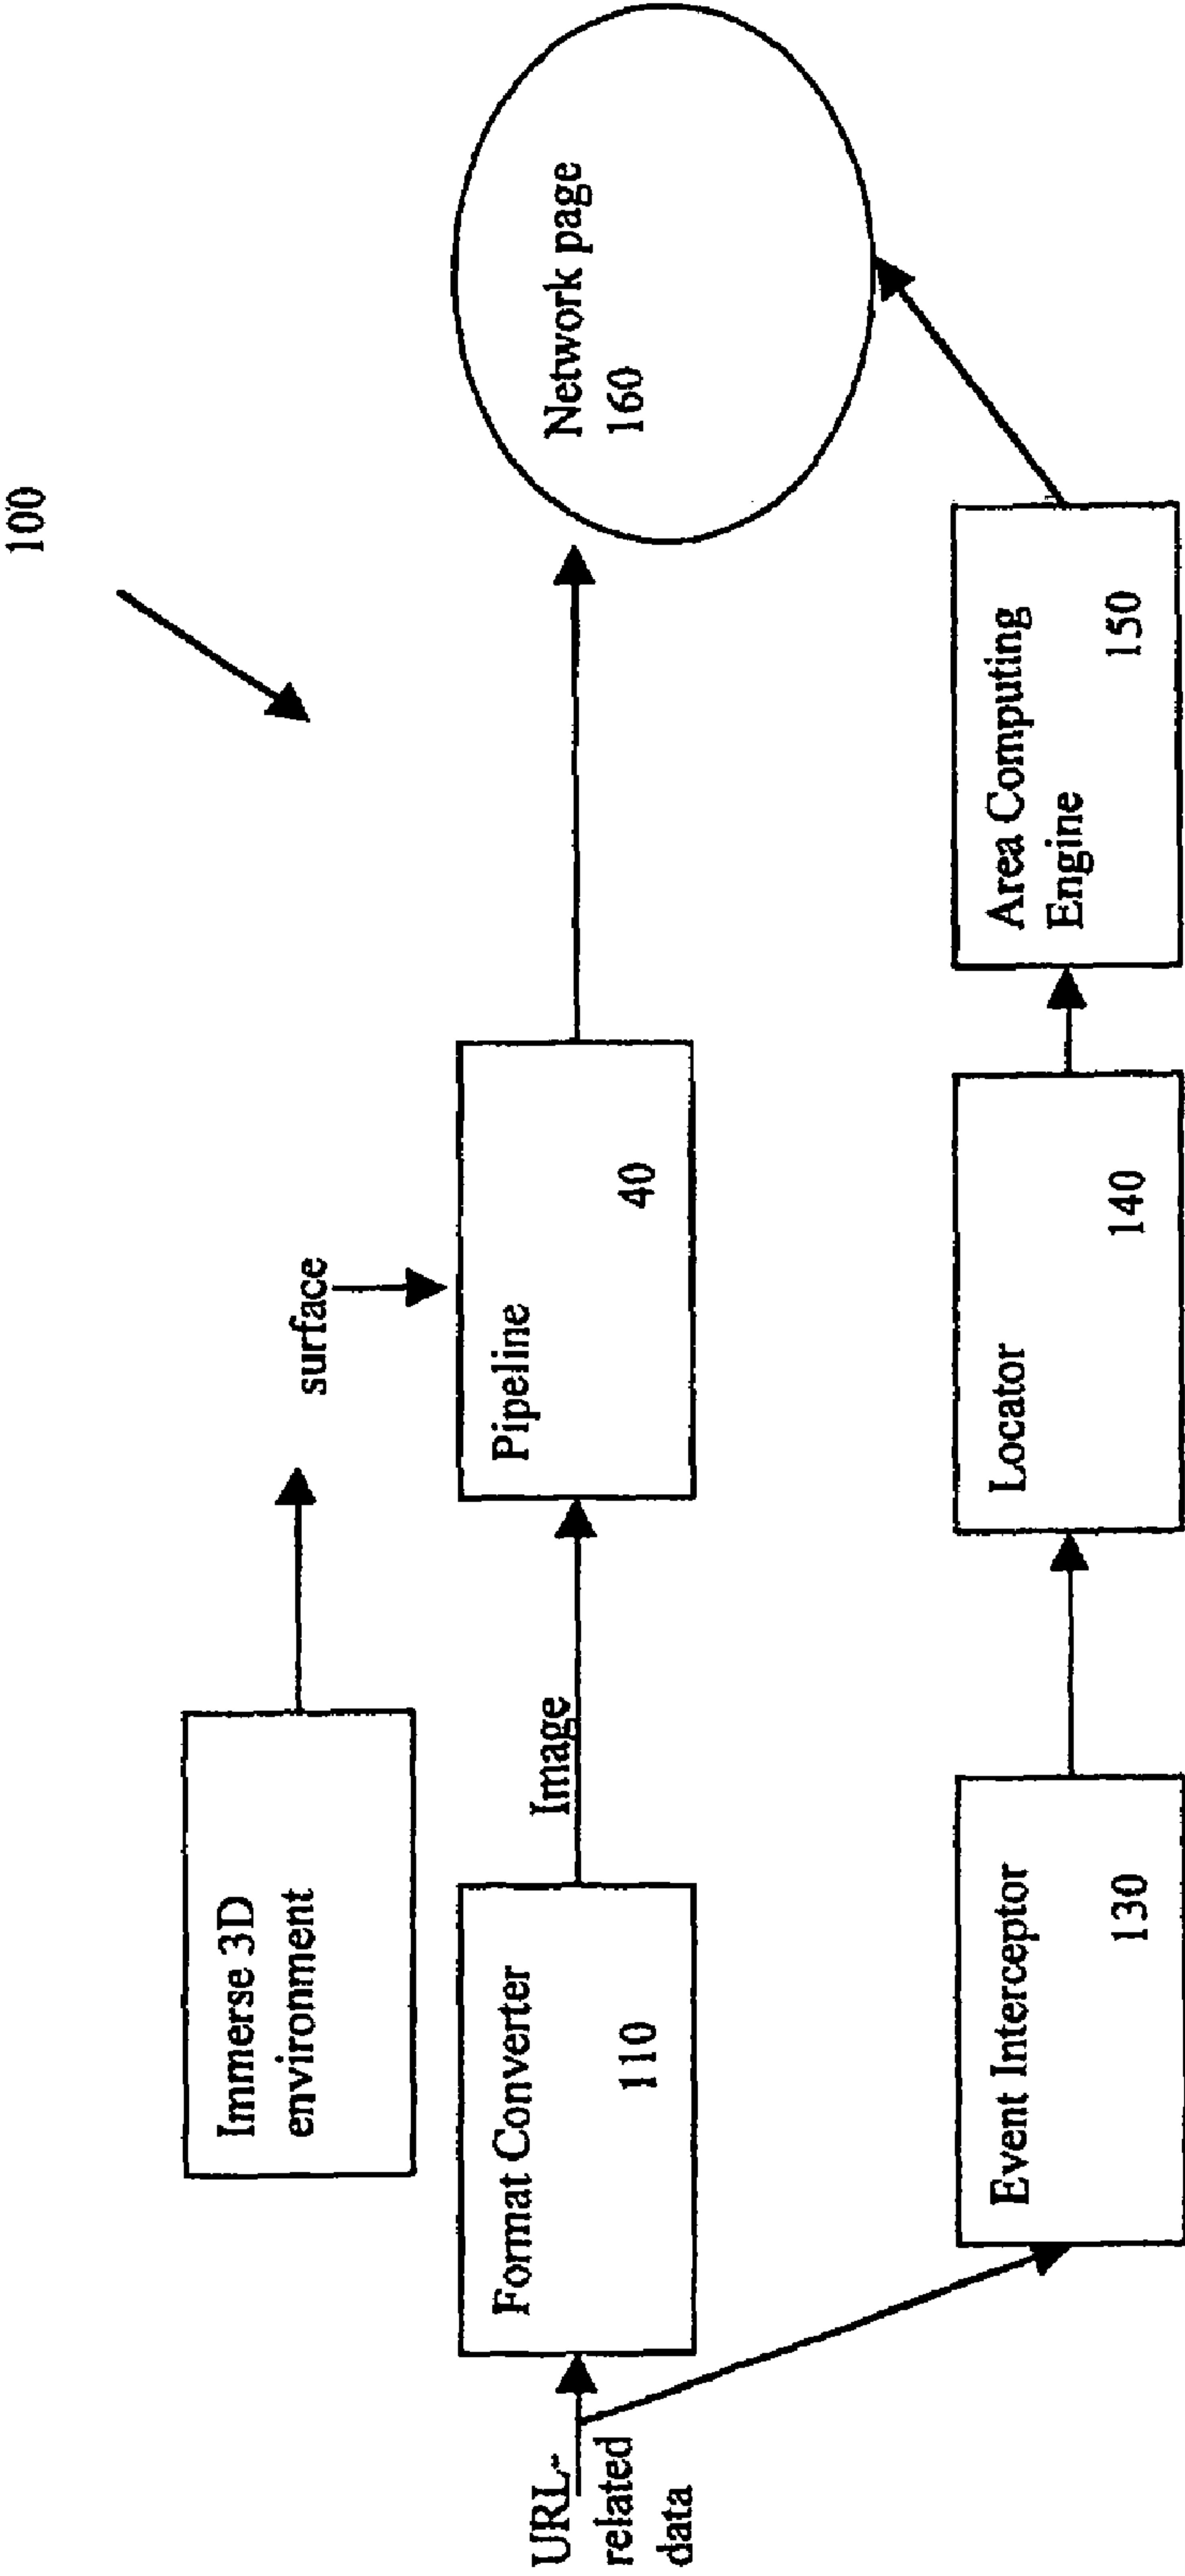 100
Immerse 3D
environment
surface
URL-
related
data
Format Converter
110
Image
Pipeline
40
Network page
160
Event Interceptor
130
Locator
140
Area Computing
Engine
150